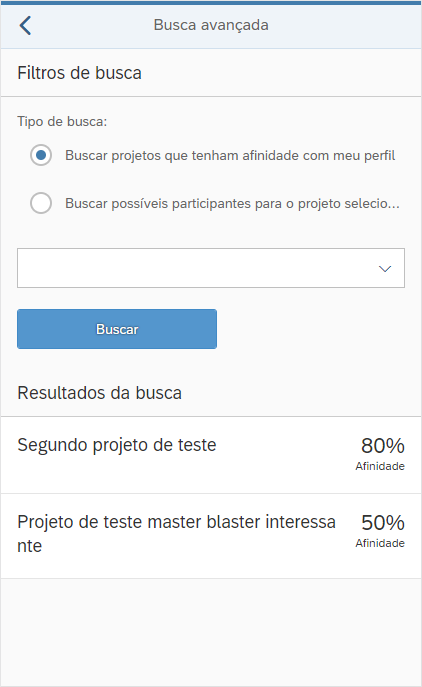 Busca avançada
Filtros de busca
Tipo de busca:
Buscar projetos que tenham afinidade com meu perfil
Buscar possíveis participantes para o projeto selecio...
Buscar
Resultados da busca
Segundo projeto de teste
80%
Afinidade
Projeto de teste master blaster interessa
nte
50%
Afinidade